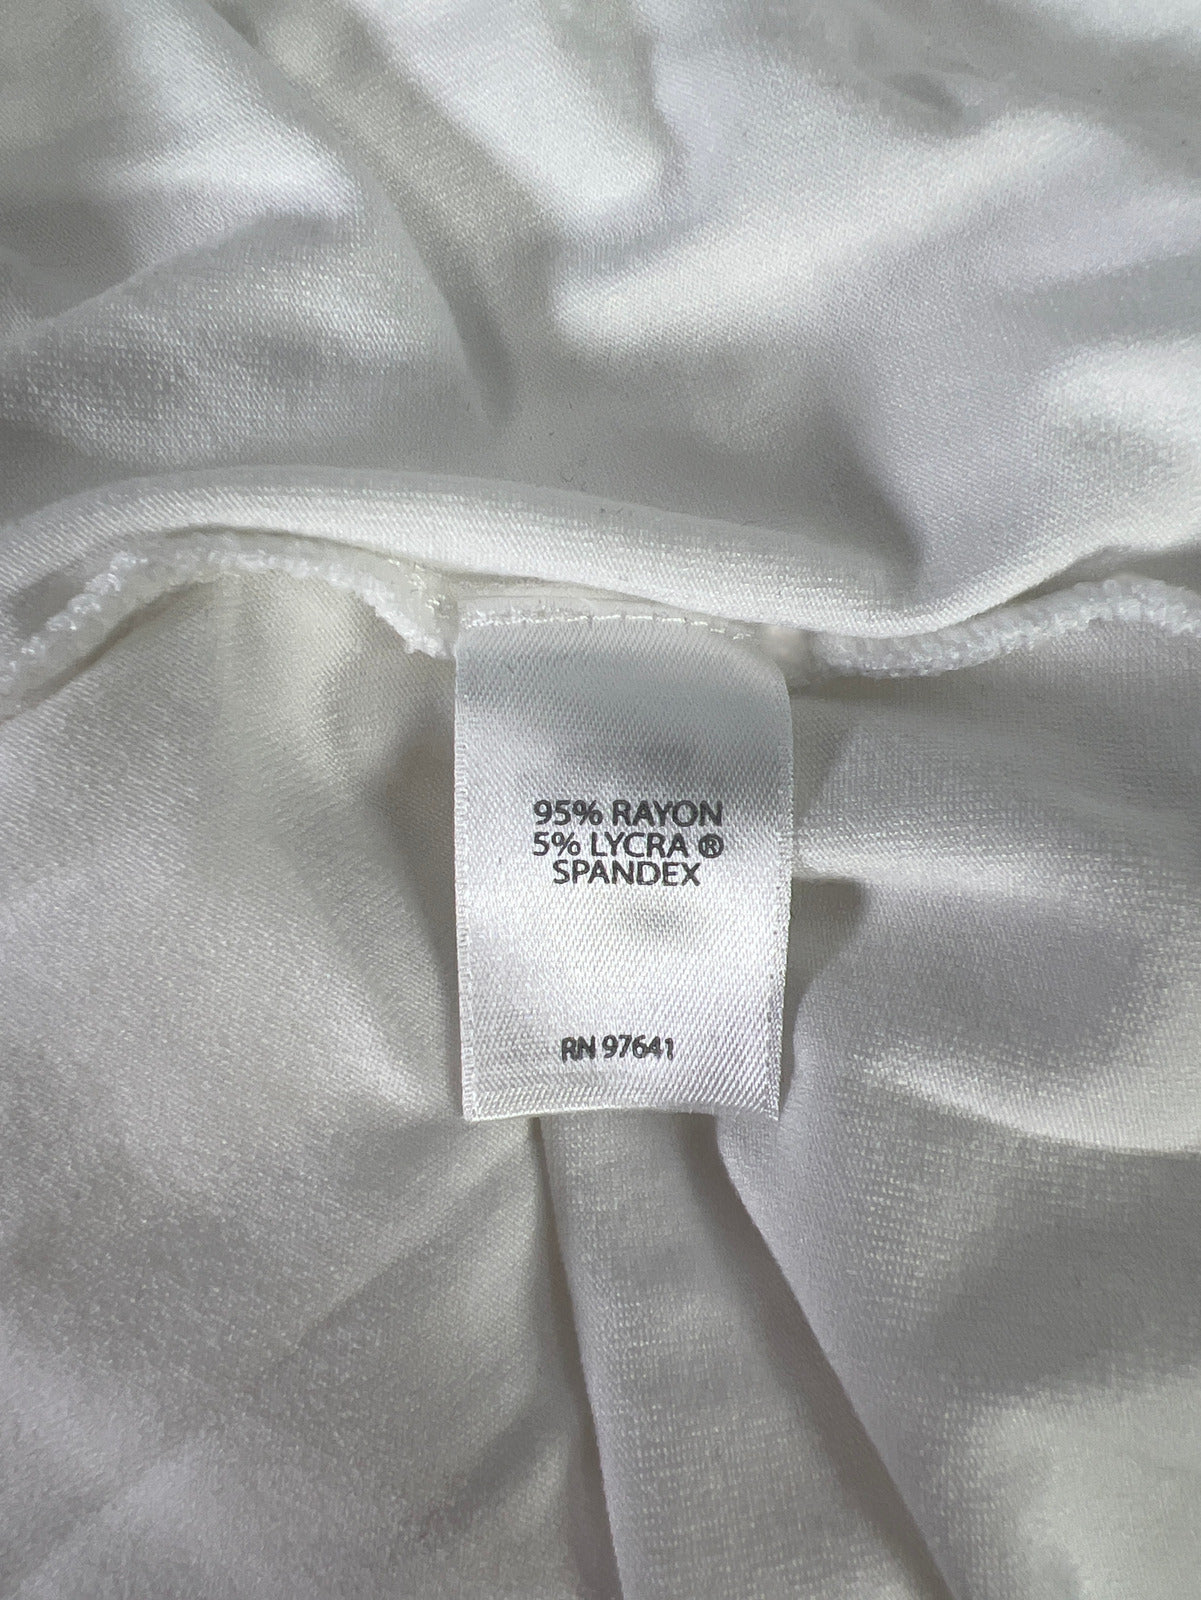 95% RAYON
5% LYCRA ®
SPANDEX
RN 97641